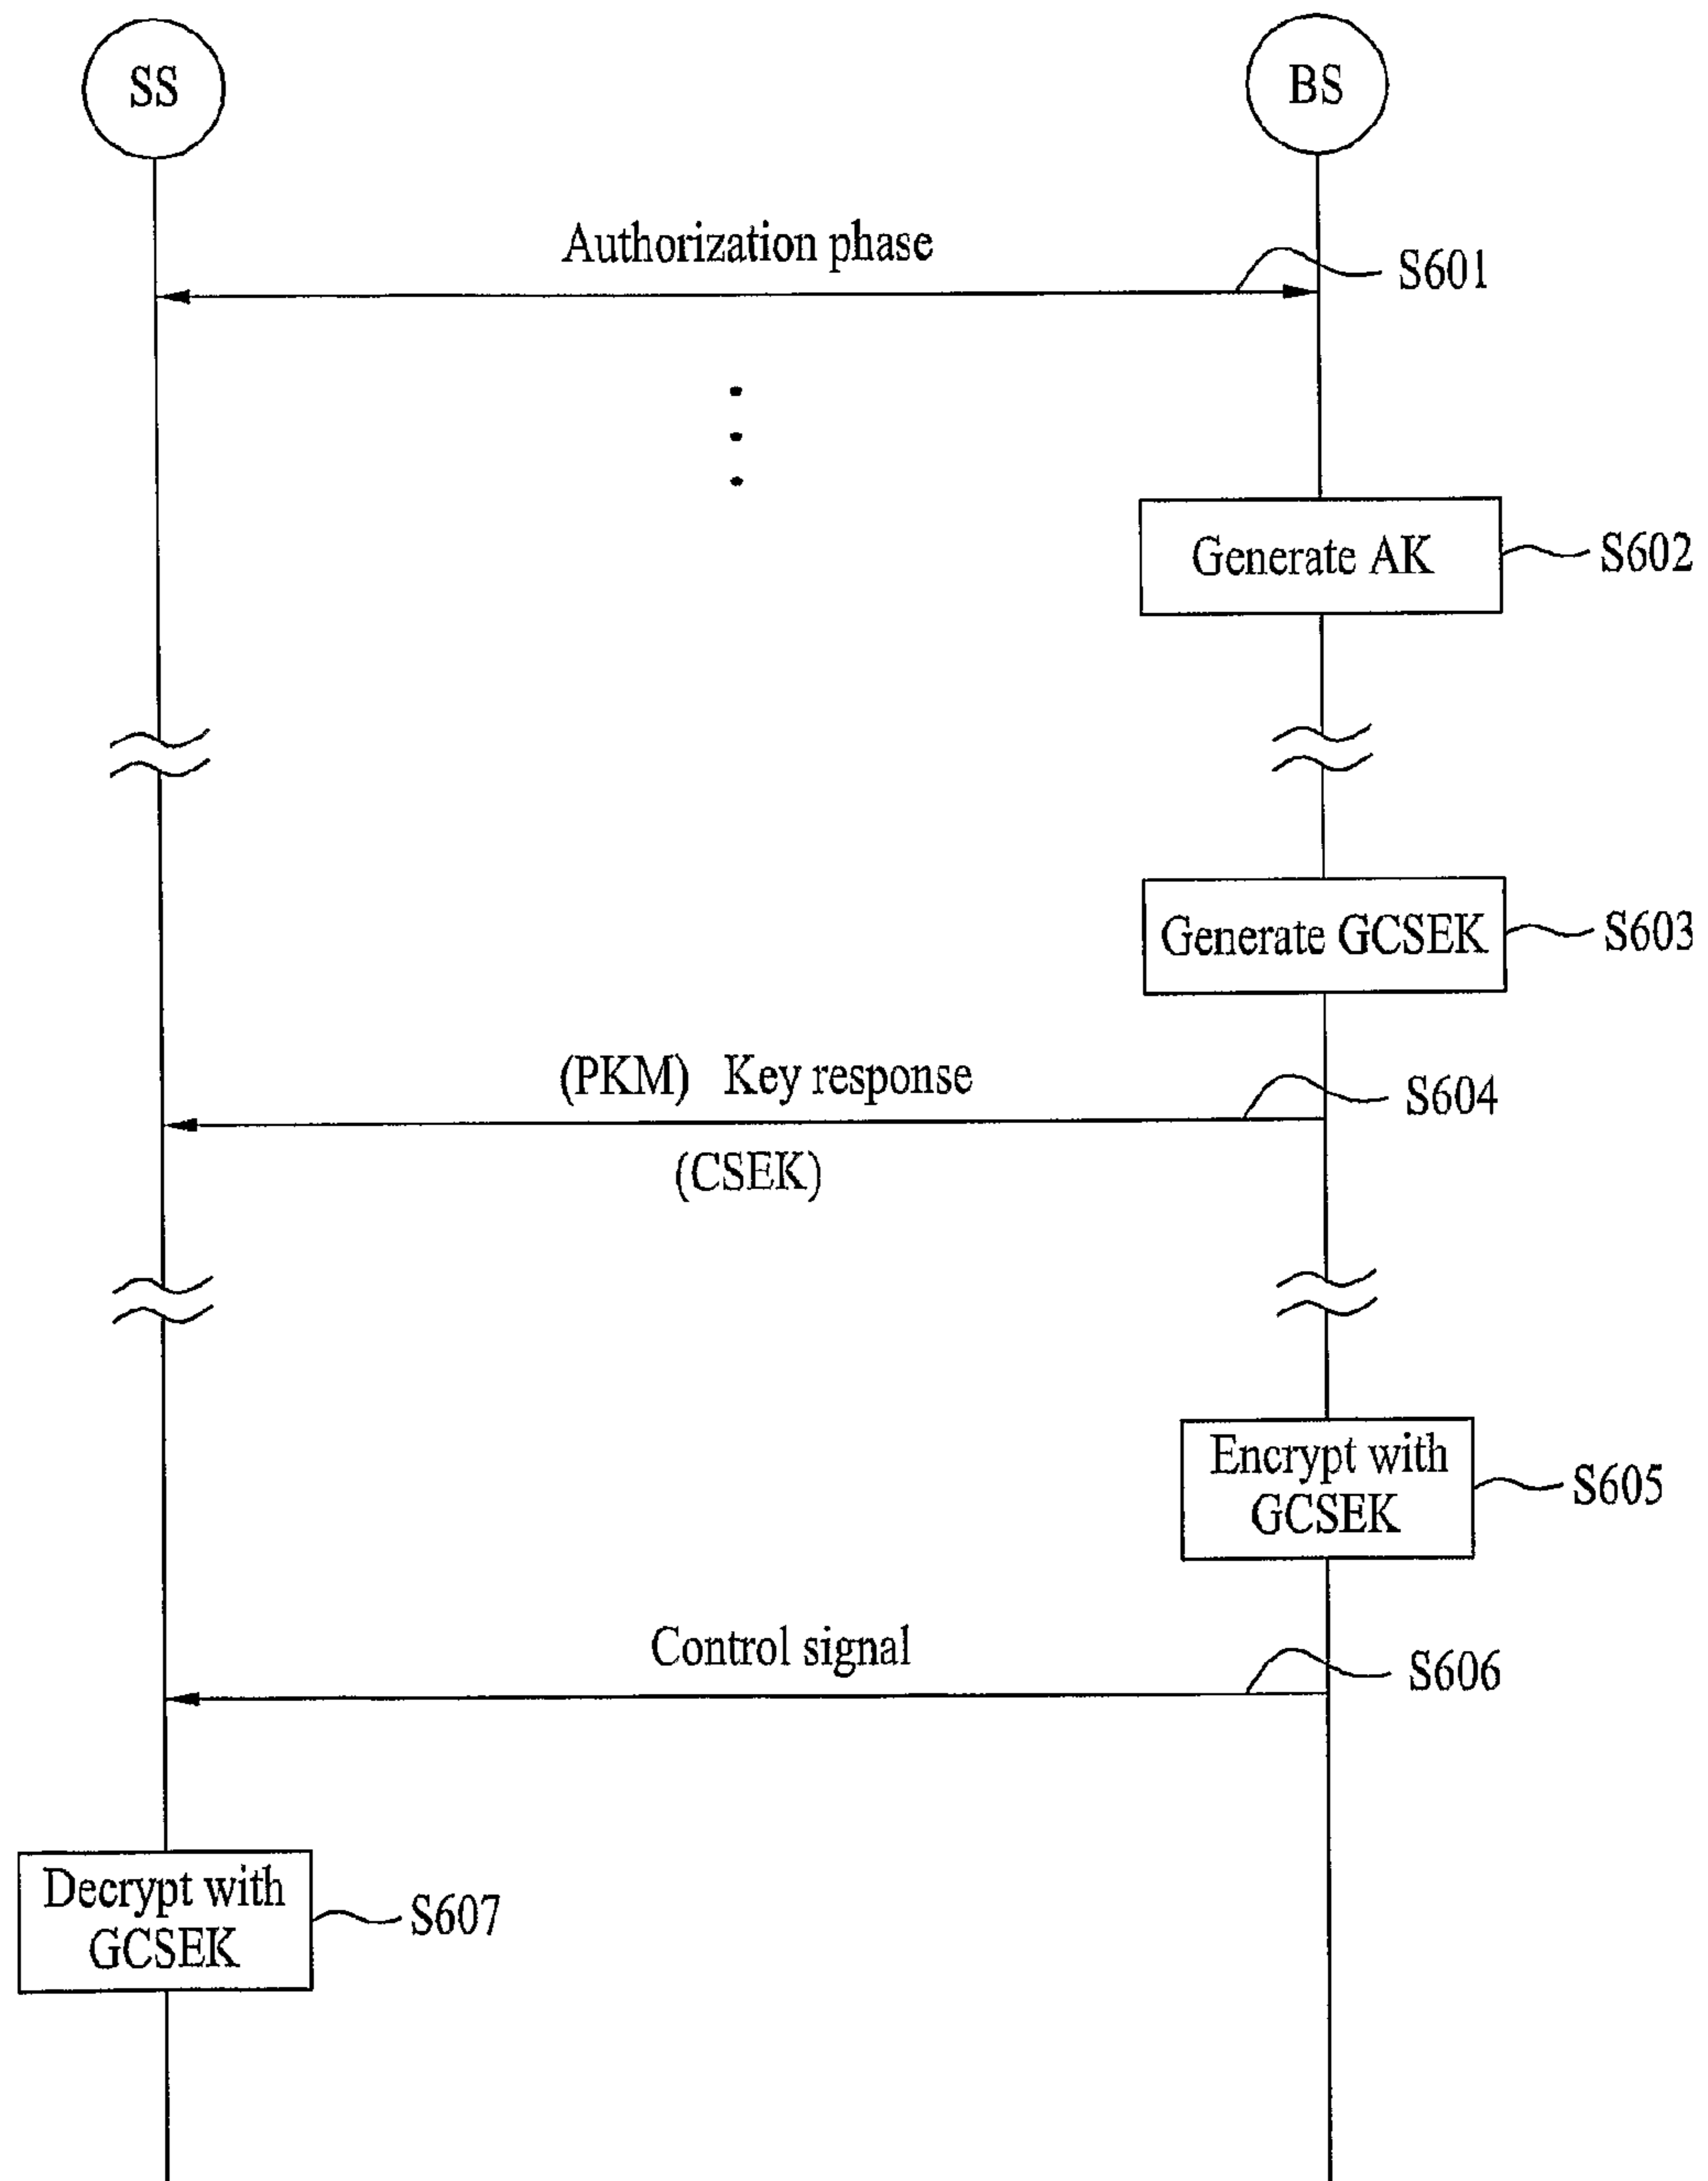 SS
BS
Authorization phase
S601
Generate AK
S602
Generate GCSEK
S603
(PKM) Key response
S604
(CSEK)
Encrypt with
GCSEK
S605
Control signal
S606
Decrypt with
GCSEK
S607